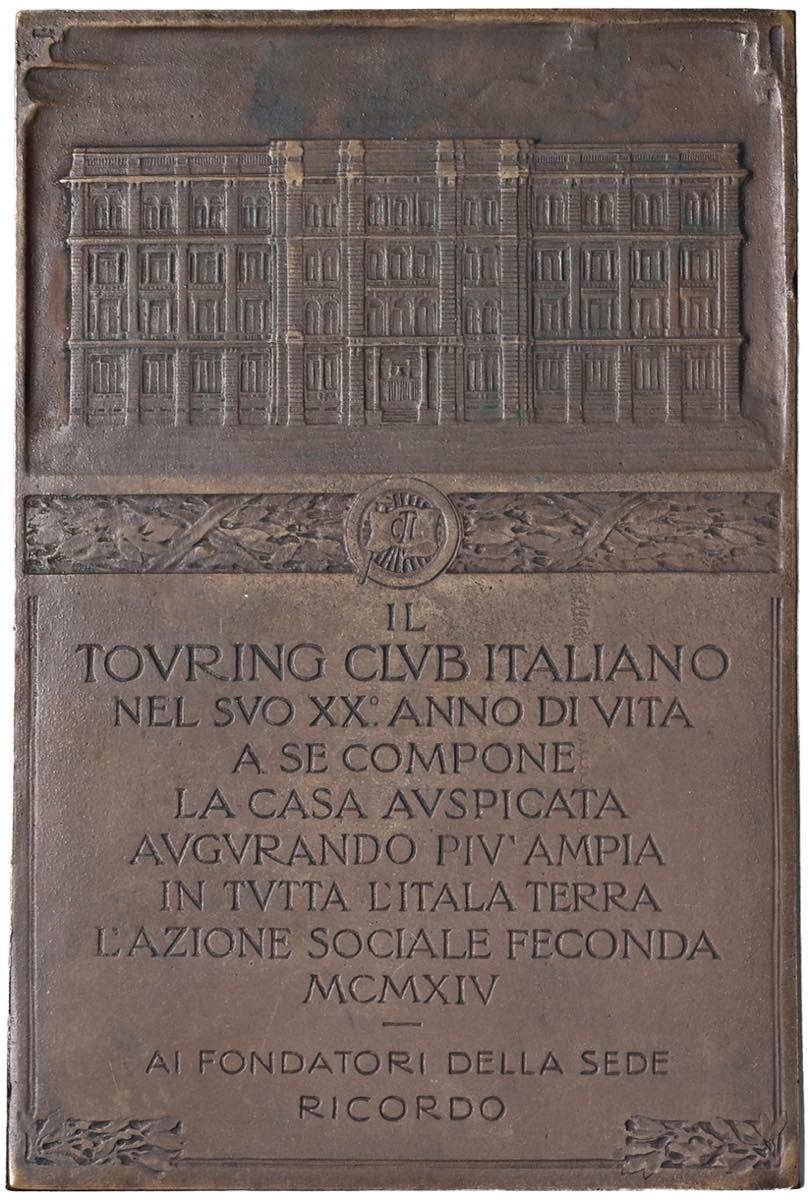 CTI
IL
TOVRING CLVB ITALIANO
NEL SVO XX° ANNO DI VITA
A SE COMPONE
LA CASA AVSPICATA
AVGVRANDO PIV' AMPIA
IN TVTTA L'ITALA TERRA
L'AZIONE SOCIALE FECONDA
MCMXIV
AI FONDATORI DELLA SEDE
RICORDO